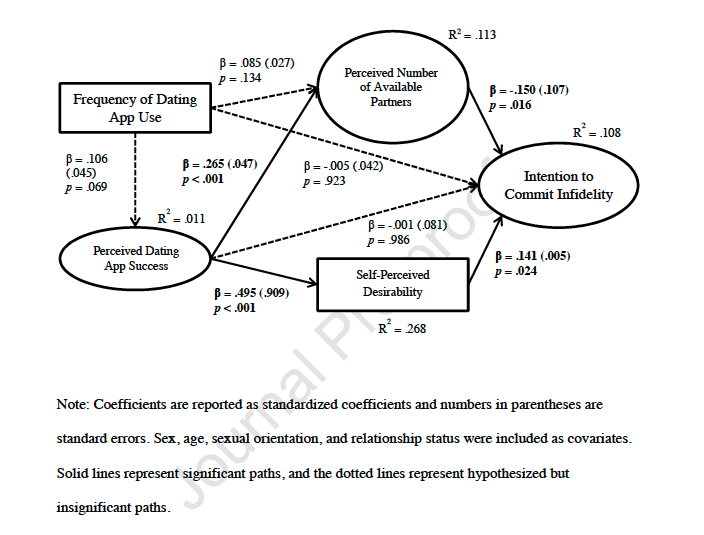 R² = .113
β = .085 (.027)
p = .134
Perceived Number
of Available
Partners
Frequency of Dating
App Use
β = -.150 (.107)
p = .016
R² = .108
β = .106
(.045)
p = .069
β = .265 (.047)
p < .001
β = -.005 (.042)
p = .923
Intention to
Commit Infidelity
R² = .011
β = -.001 (.081)
p = .986
Perceived Dating
App Success
Self-Perceived
Desirability
β = .141 (.005)
p = .024
β = .495 (.909)
p < .001
R² = .268
Journal Pre-proof
Note: Coefficients are reported as standardized coefficients and numbers in parentheses are
standard errors. Sex, age, sexual orientation, and relationship status were included as covariates.
Solid lines represent significant paths, and the dotted lines represent hypothesized but
insignificant paths.